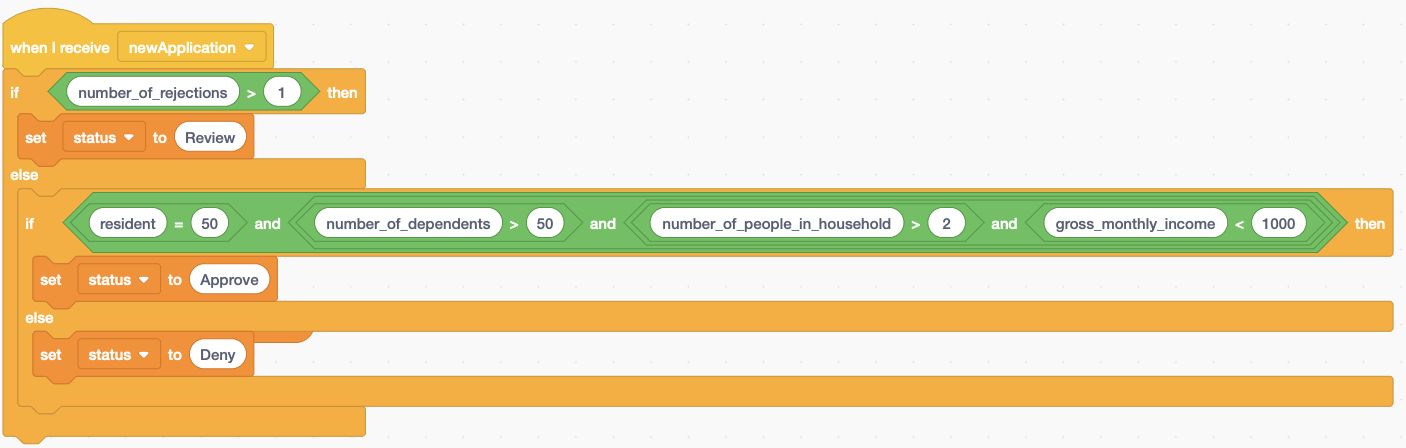 when I receive newApplication
if number_of_rejections > 1 then
set status to Review
else
if resident = 50 and number_of_dependents > 50 and number_of_people_in_household > 2 and gross_monthly_income < 1000 then
set status to Approve
else
set status to Deny